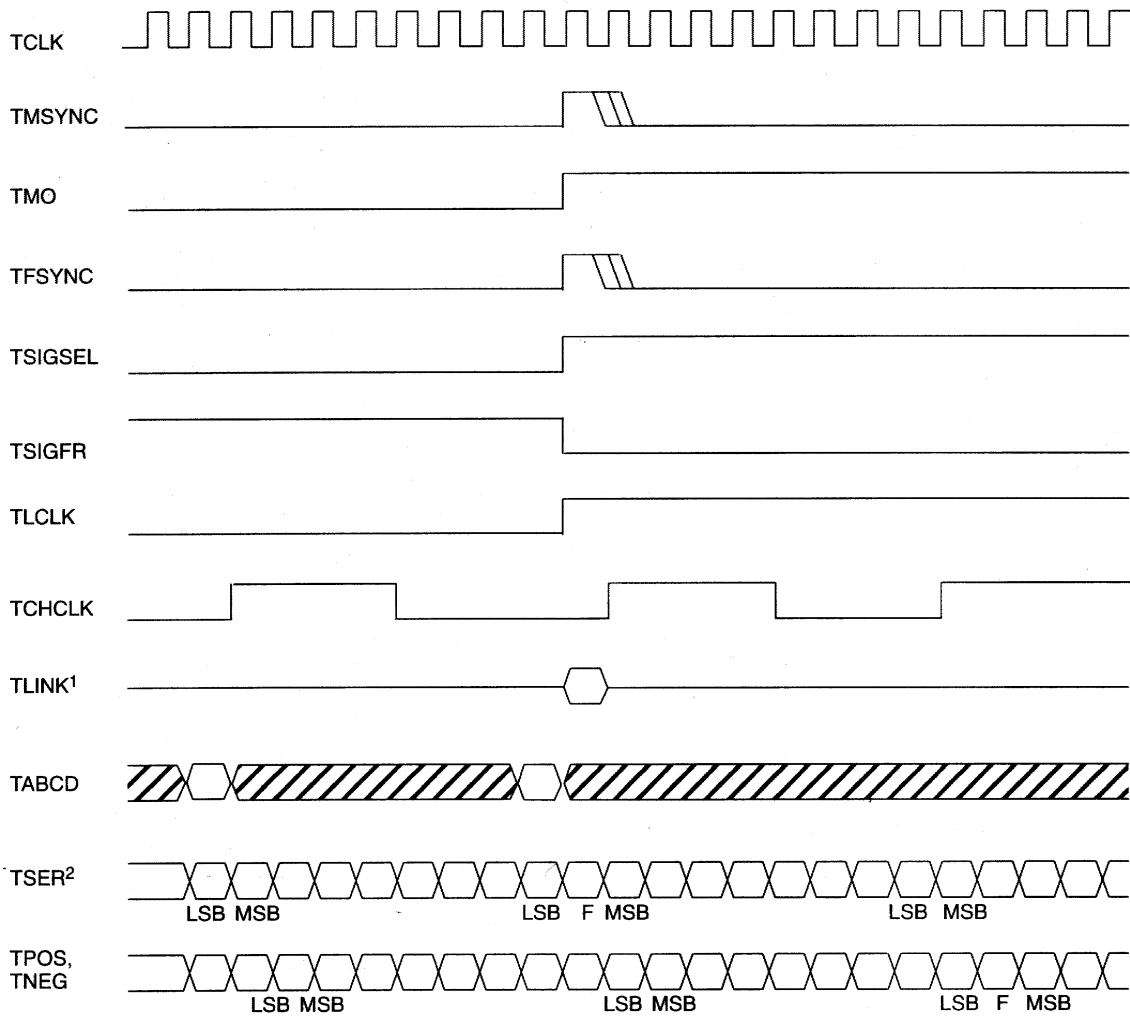 TCLK
TMSYNC
TMO
TFSYNC
TSIGSEL
TSIGFR
TLCLK
TCHCLK
TLINK1
TABCD
TSER2
LSB MSB LSB F MSB LSB MSB
TPOS,
TNEG
LSB MSB LSB MSB LSB F MSB